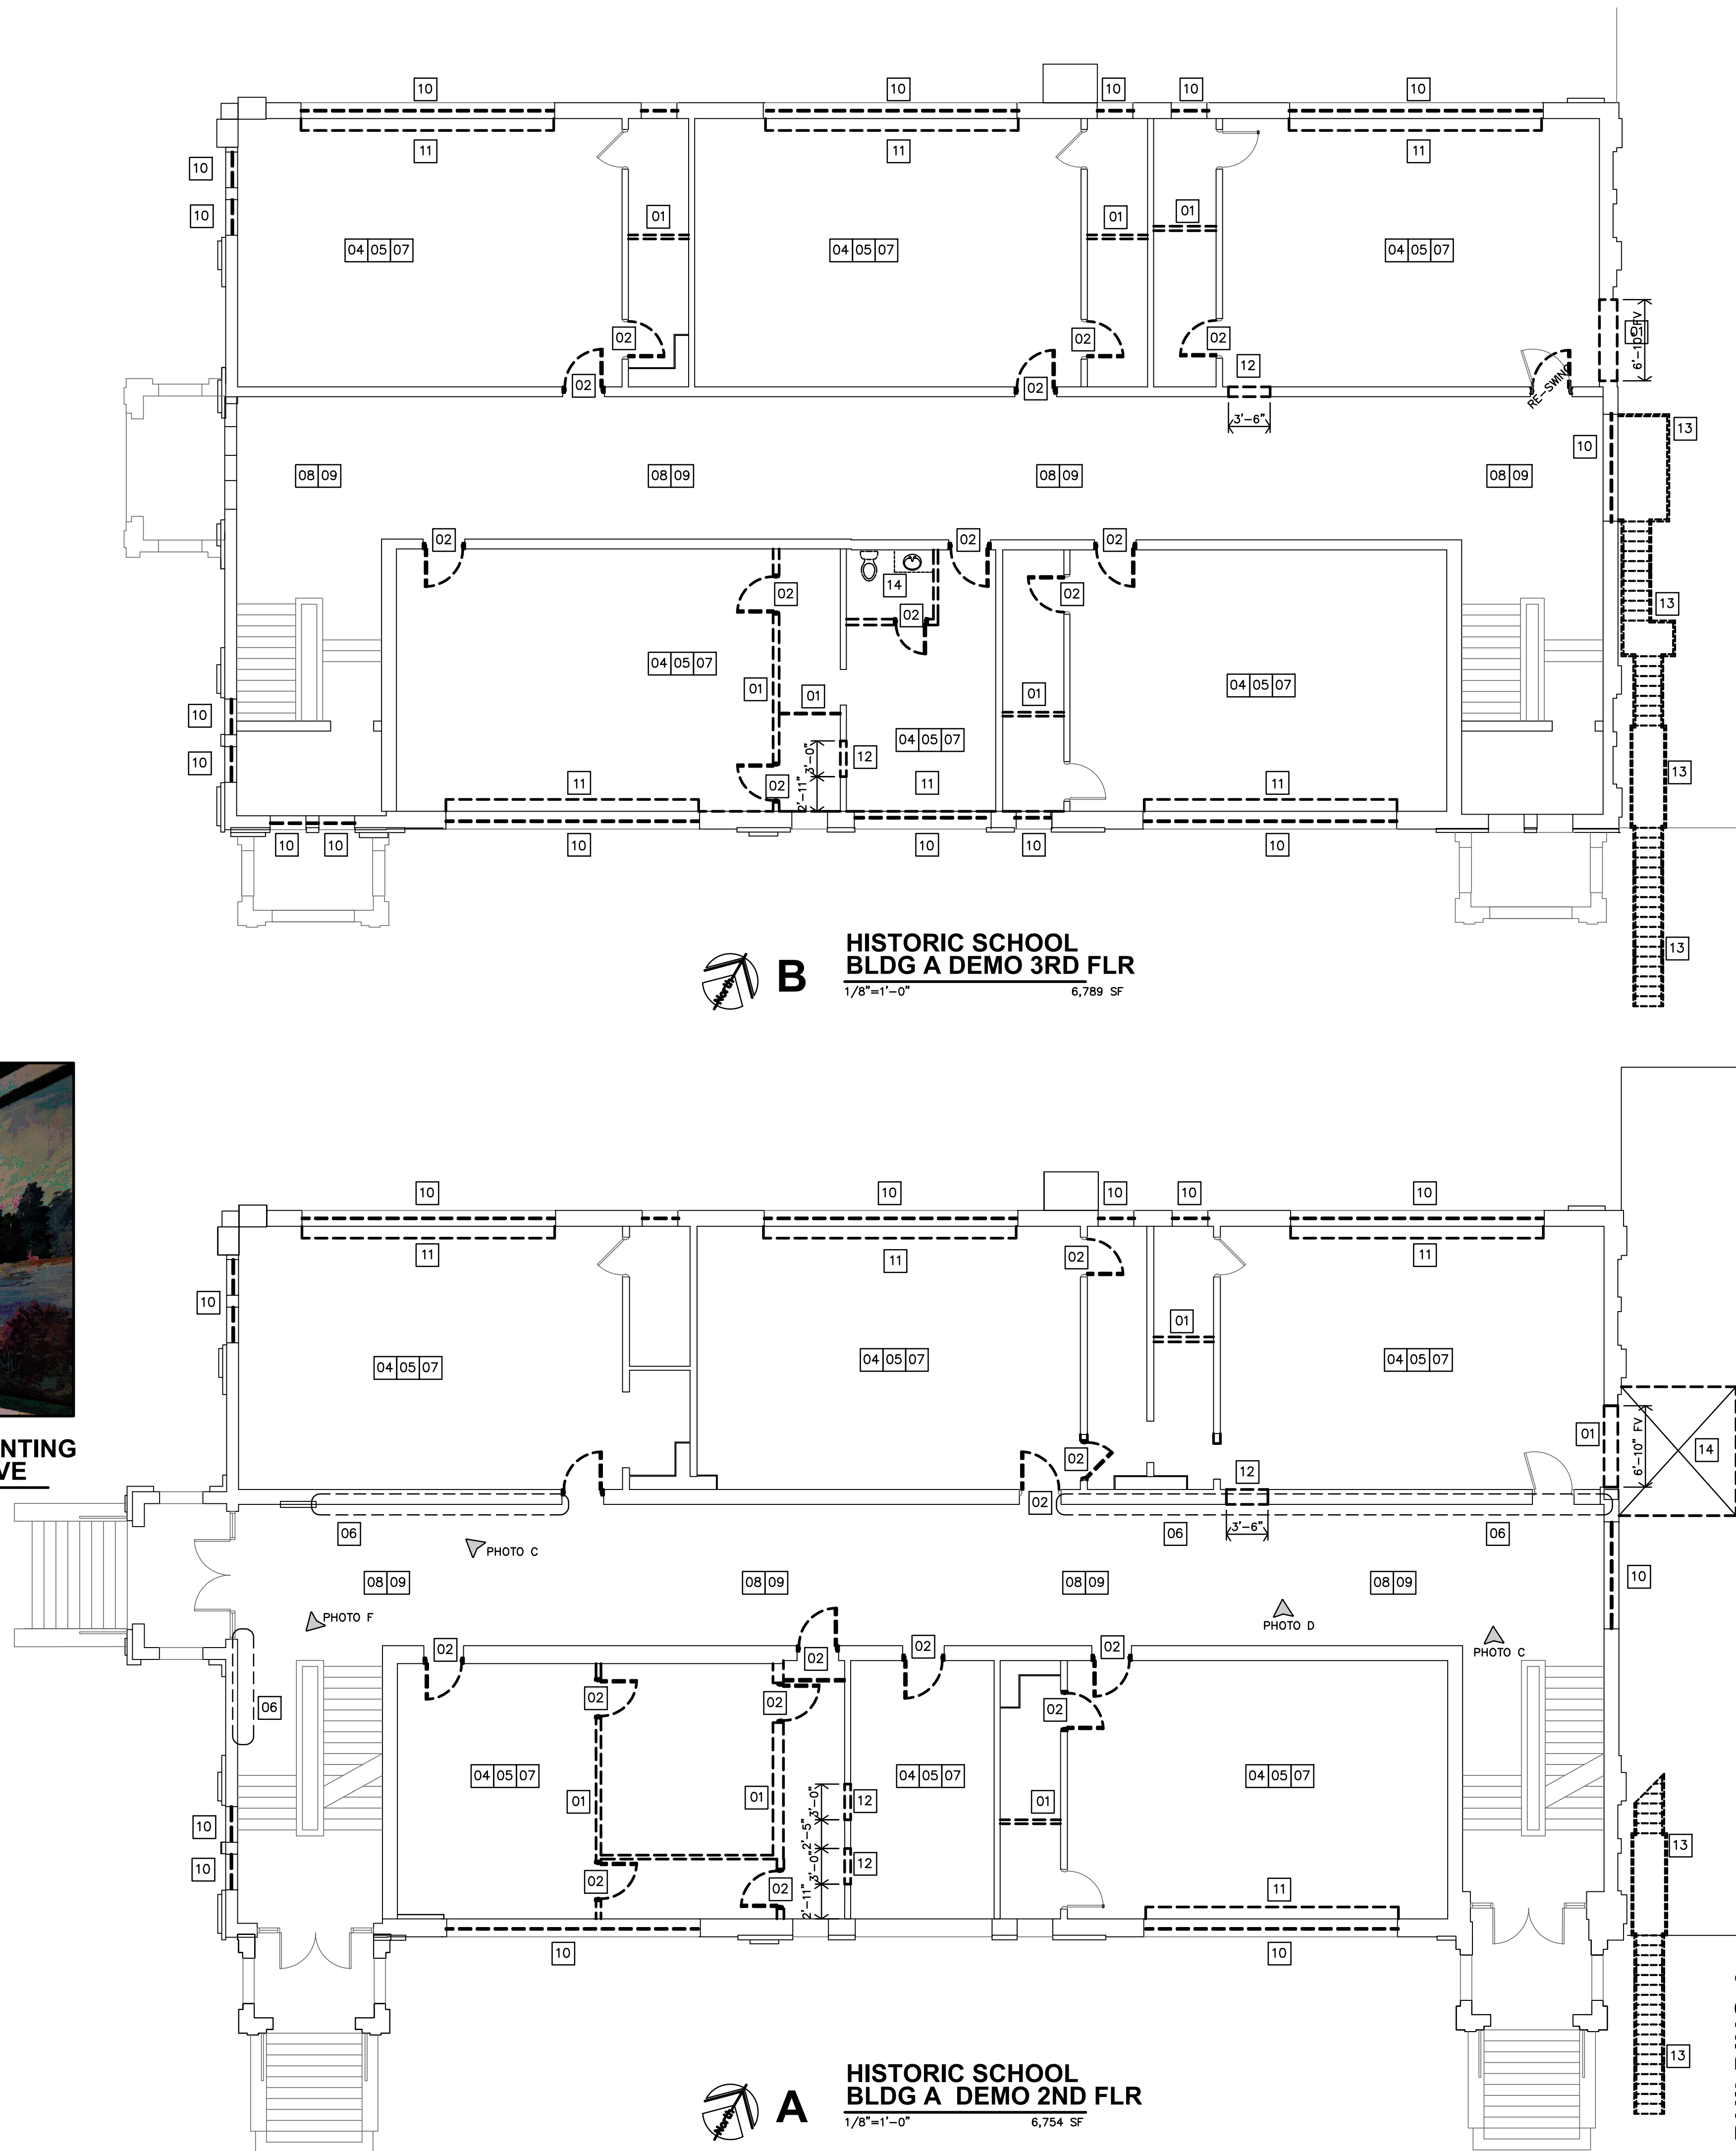 10 10 10 10 10
11 11 11
10
10
01 01 01
04 05 07 04 05 07 04 05 07
6'-10" FV
02 02 02
12
02 02
RE-SWING
3'-6"
10 13
08 09 08 09 08 09 08 09
02 02 02
02 14 02
02 13
04 05 07 04 05 07
01 01 01
10
04 05 07
3'-0" 12
10 13
02 11 11 11
2'-11"
10 10 10 10 10 10
13
North
B
HISTORIC SCHOOL
BLDG A DEMO 3RD FLR
1/8"=1'-0" 6,789 SF
NTING
VE
10 10 10 10 10
11 11 11
02
10
01
04 05 07 04 05 07 04 05 07
01
6'-10" FV
14
02
12
02
3'-6"
06 06 06
PHOTO C
10
08 09 08 09 08 09 08 09
PHOTO F
PHOTO D
PHOTO C
02 02 02 02
02 02 02
06
04 05 07 04 05 07 04 05 07
01 01 01
3'-0" 12
10
2'-5"
13
3'-0" 12
10
02 02 11
2'-11"
10 10
13
North
A
HISTORIC SCHOOL
BLDG A DEMO 2ND FLR
1/8"=1'-0" 6,754 SF